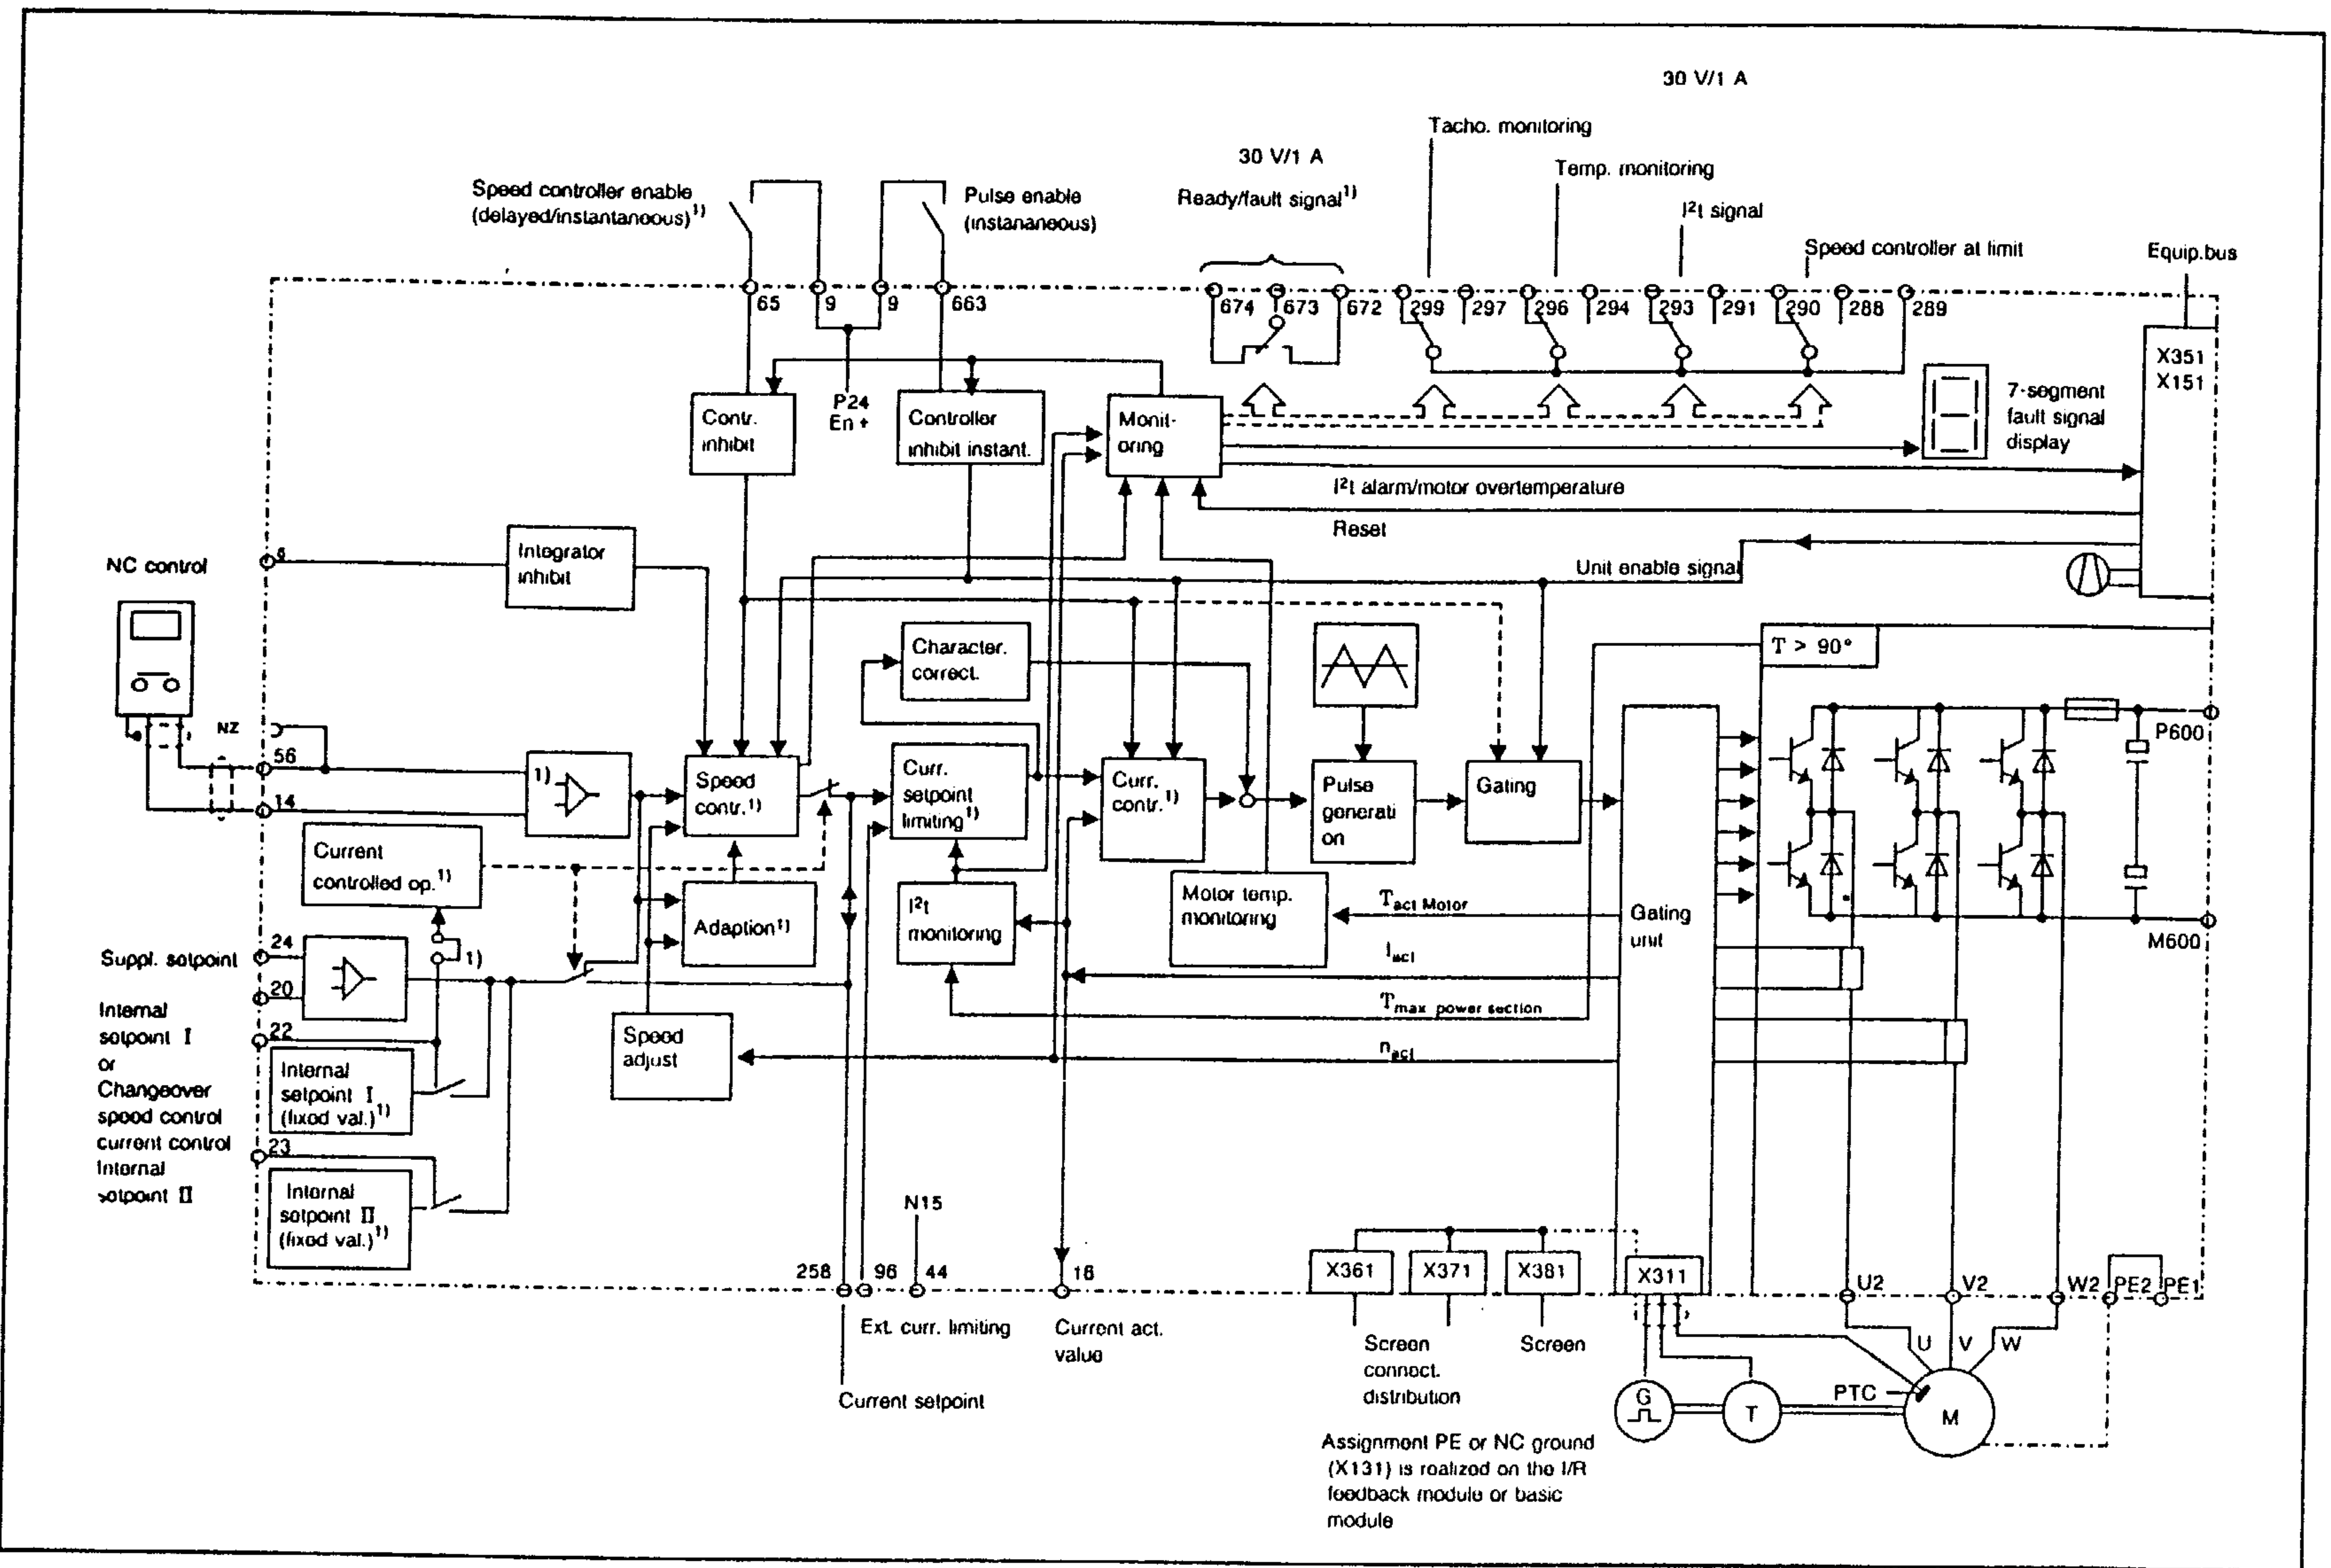 30 V/1 A
Tacho. monitoring
30 V/1 A
Temp. monitoring
Speed controller enable
(delayed/instantaneous)1)
Pulse enable
(instananeous)
Ready/fault signal1)
I2t signal
Speed controller at limit
Equip.bus
65
9
9
663
674
673
672
299
297
296
294
293
291
290
288
289
X351
X151
P24
En +
Contr.
inhibit
Controller
inhibit instant.
Monit-
oring
7-segment
fault signal
display
I2t alarm/motor overtemperature
Reset
NC control
Integrator
inhibit
Unit enable signal
Character.
correct.
T > 90°
NZ
56
14
1)
Speed
contr.1)
Curr.
setpoint
limiting1)
Curr.
contr.1)
Pulse
generati
on
Gating
P600
Current
controlled op.1)
Adaption1)
I2t
monitoring
Motor temp.
monitoring
Tact Motor
Gating
unit
M600
Suppl. setpoint
24
20
1)
Iact
Tmax power section
nact
Internal
setpoint I
or
Changeover
speed control
current control
Internal
setpoint II
22
Internal
setpoint I
(fixed val.)1)
Speed
adjust
23
Internal
setpoint II
(fixed val.)1)
N15
258
96
44
16
X361
X371
X381
X311
U2
V2
W2
PE2
PE1
Ext. curr. limiting
Current act.
value
Current setpoint
Screen
connect.
distribution
Screen
U
V
W
PTC
G
T
M
Assignment PE or NC ground
(X131) is realized on the I/R
feedback module or basic
module